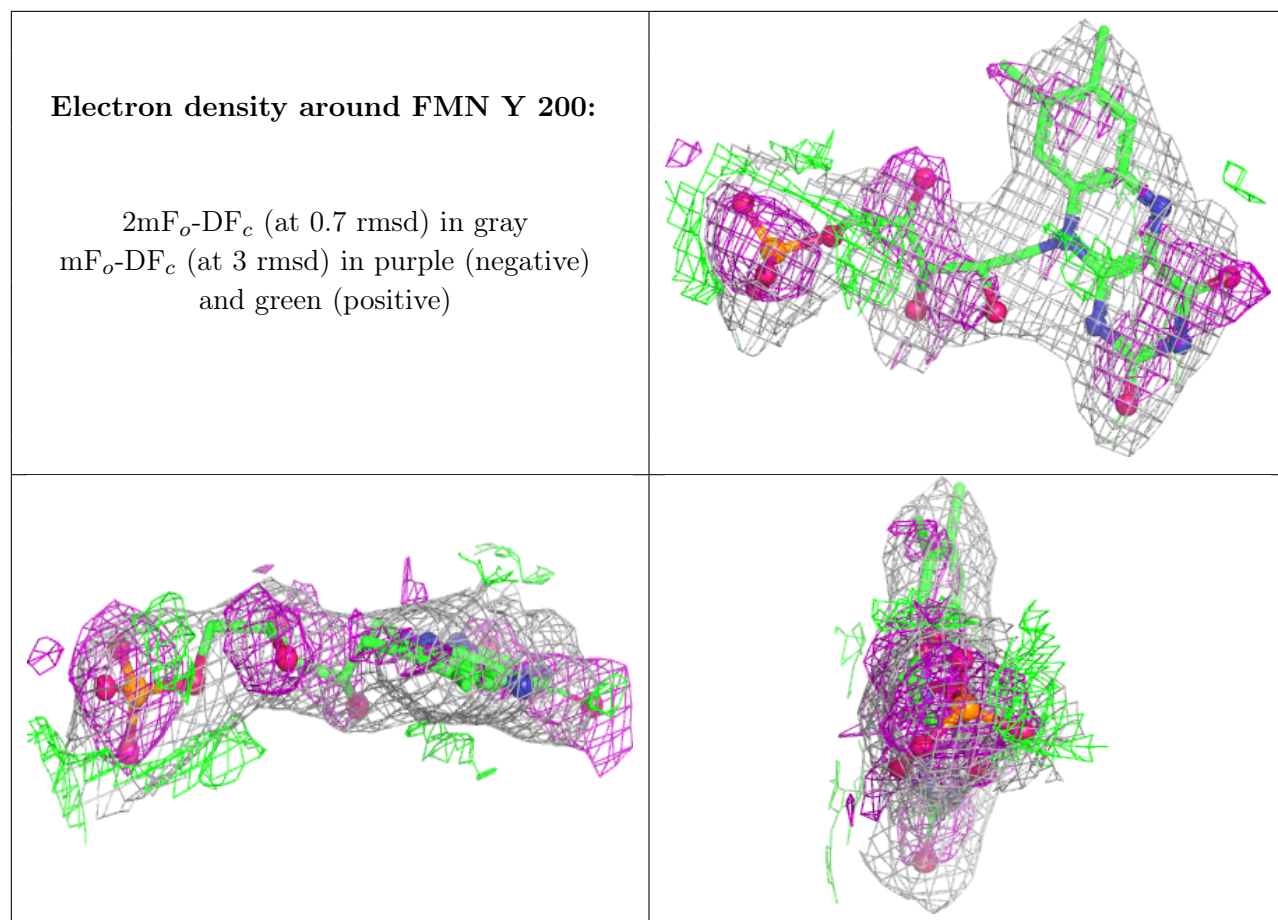 Electron density around FMN Y 200:
2mFo-DFc (at 0.7 rmsd) in gray
mFo-DFc (at 3 rmsd) in purple (negative)
and green (positive)